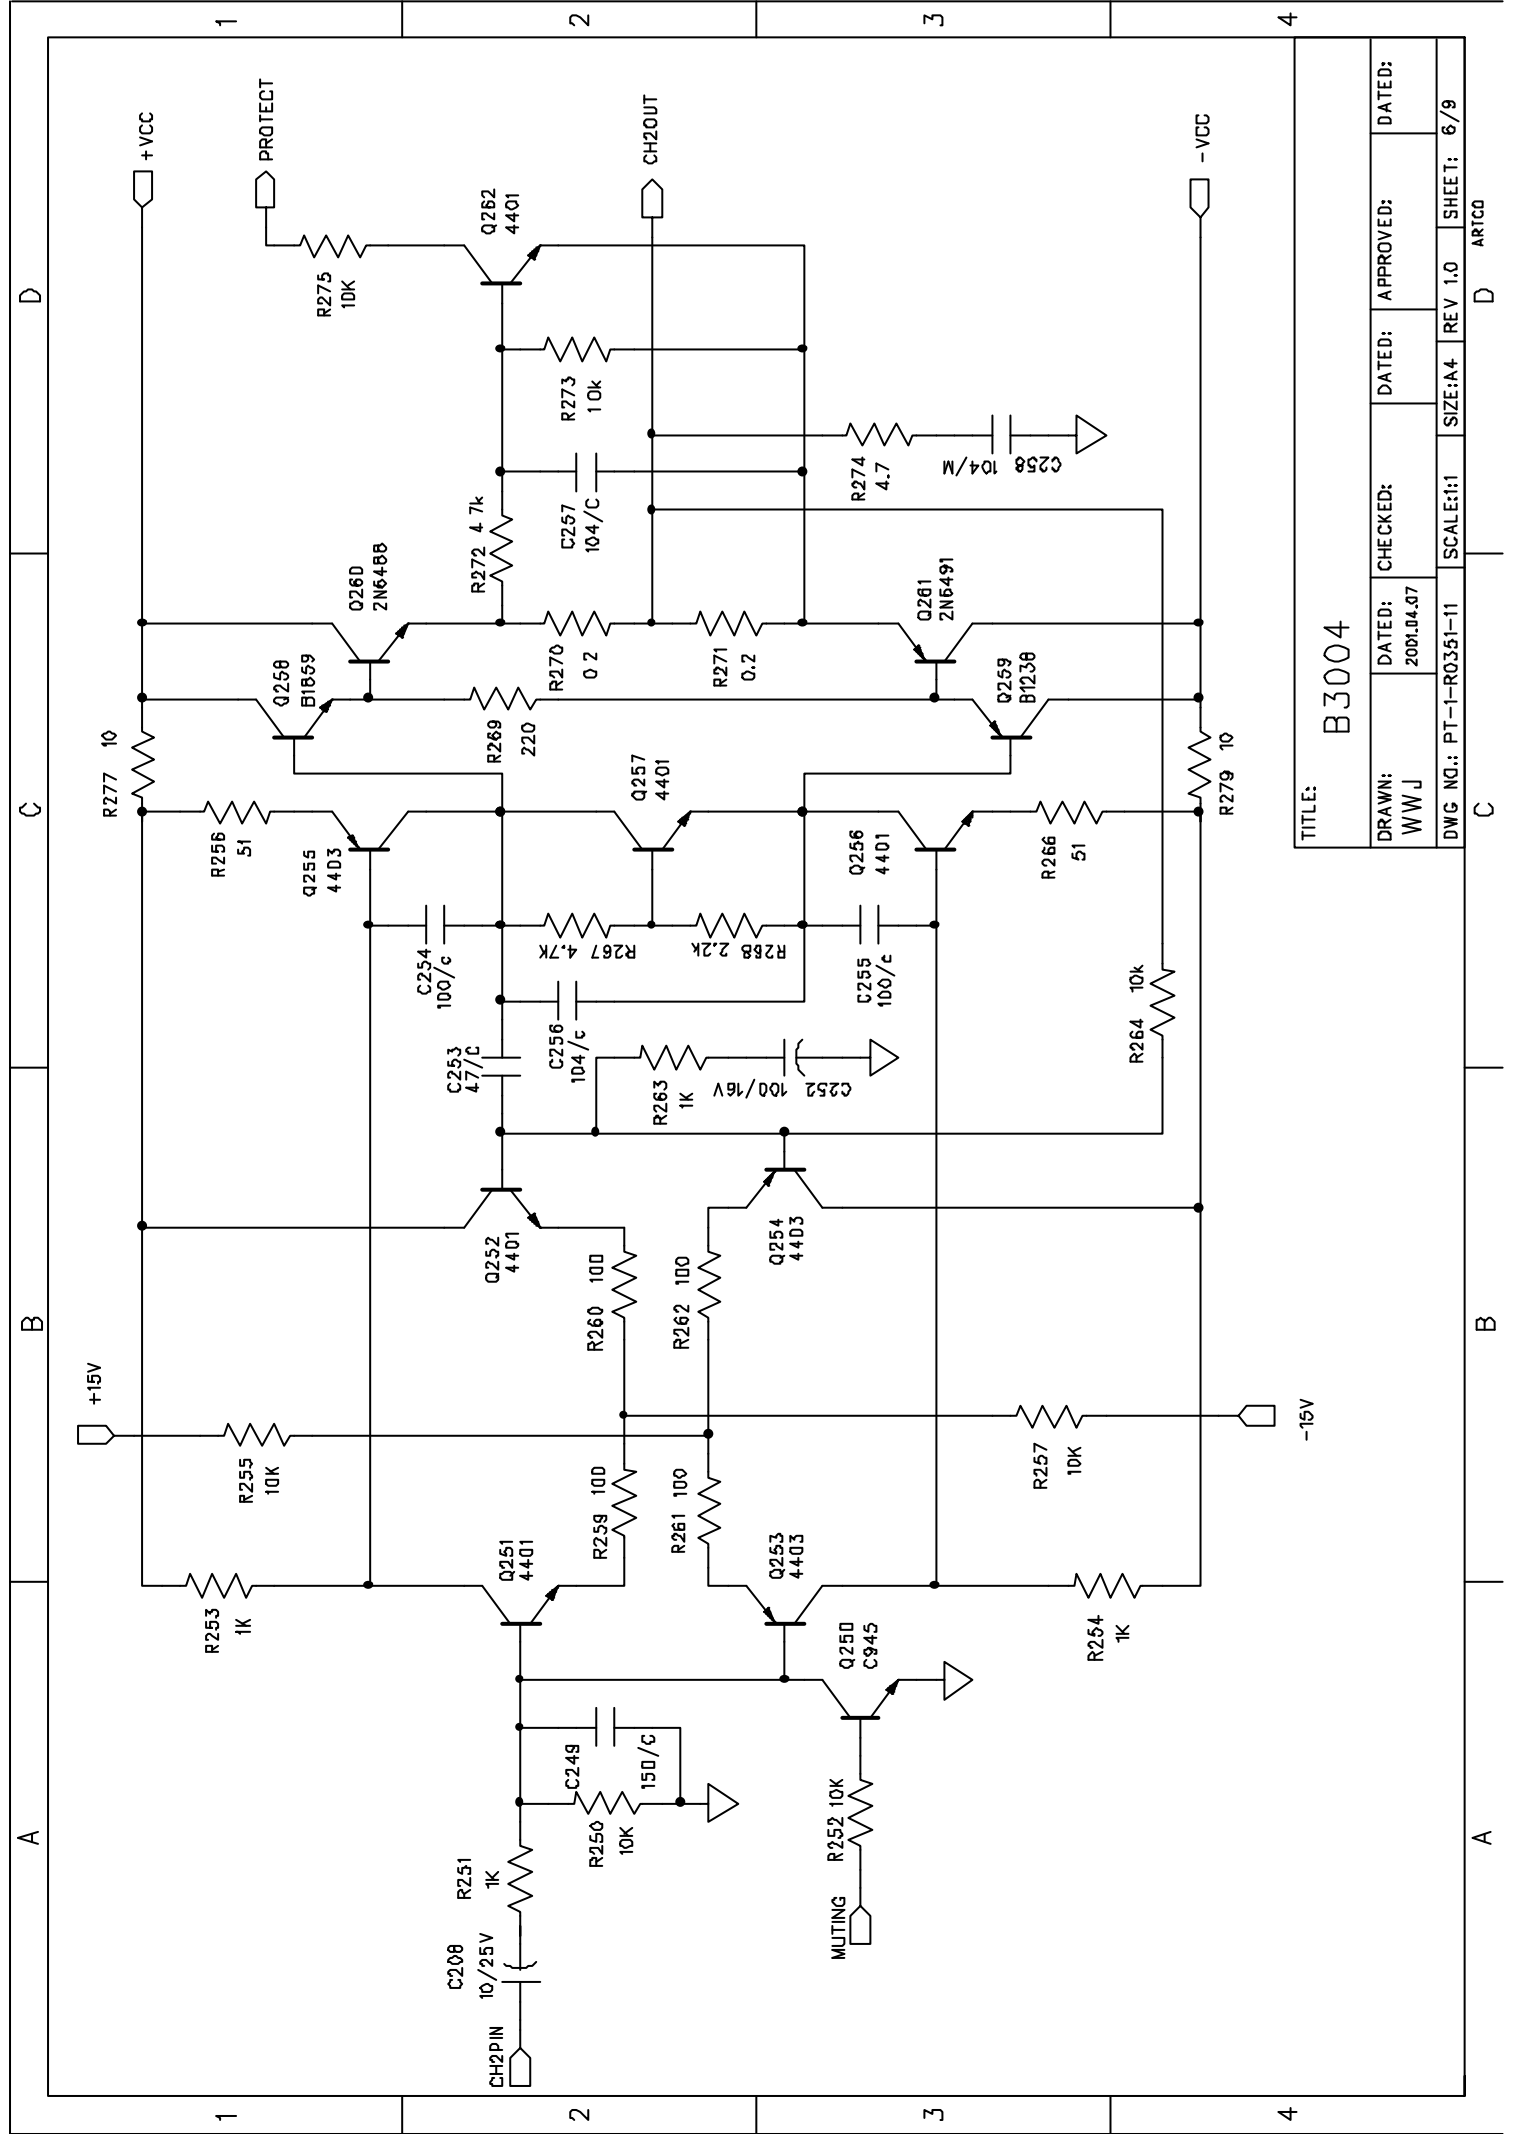 1
2
3
4
A
B
C
D
+VCC
PROTECT
CH2OUT
-VCC
+15V
-15V
CH2PIN
MUTING
C208
10/25V
R251
1K
R250
10K
C249
150/C
R252 10K
Q250
C945
R253
1K
Q251
4401
R259 100
R261 100
Q253
4403
R254
1K
R255
10K
R257
10K
R260 100
R262 100
Q252
4401
Q254
4403
C253
47/C
C256
104/c
R263
1K
C252 100/16V
R264 10k
C254
100/c
R267 4.7K
R268 2.2k
C255
100/c
R277 10
R256
51
Q255
4403
Q257
4401
Q256
4401
R266
51
R279 10
Q258
B1859
R269
220
Q259
B1238
Q260
2N6488
R270
0.2
R271
0.2
Q261
2N6491
R272 4.7k
C257
104/C
R273
10k
R274
4.7
C258
104/M
R275
10K
Q262
4401
TITLE:
B3004
DRAWN:
WWJ
DATED:
2001.04.07
CHECKED:
DATED:
APPROVED:
DATED:
DWG NO.: PT-1-R0351-11
SCALE:1:1
SIZE:A4
REV 1.0
SHEET: 6/9
ARTCO
1
2
3
4
A
B
C
D